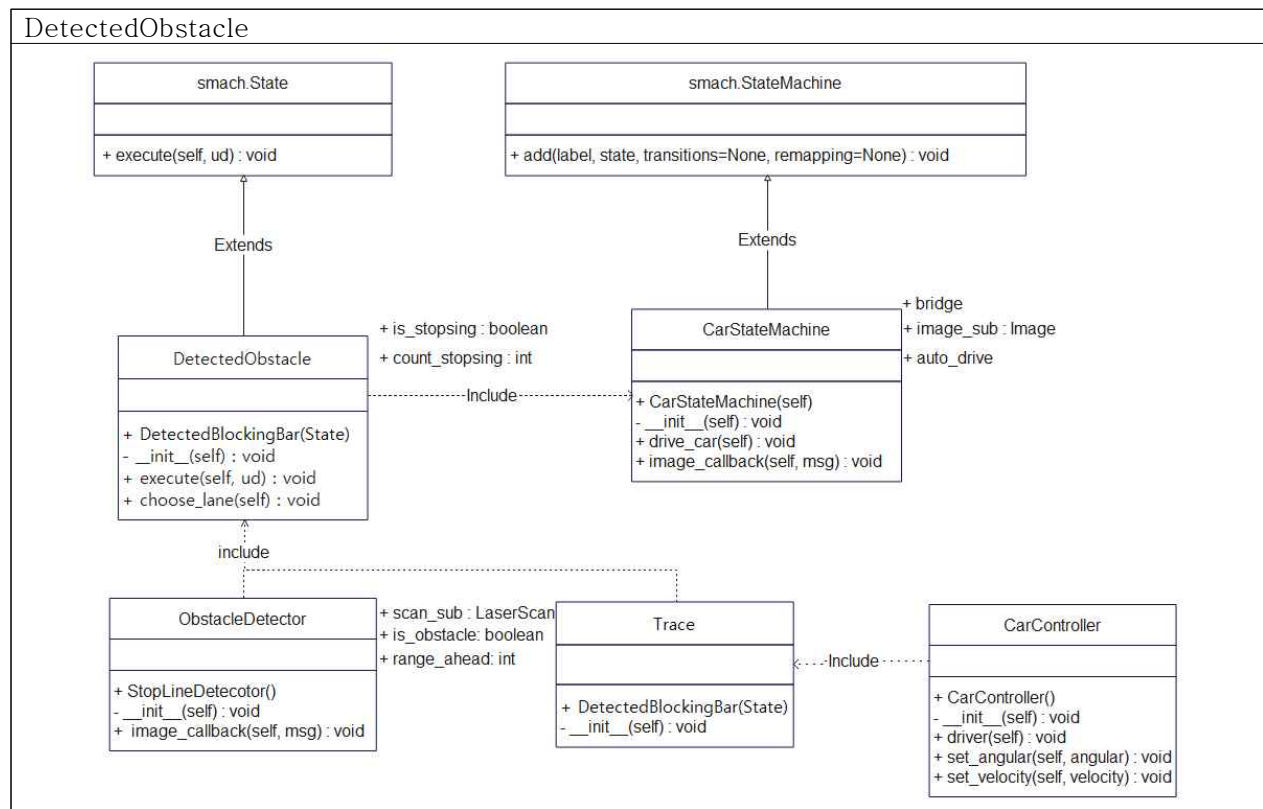 DetectedObstacle
smach.State
+ execute(self, ud) : void
smach.StateMachine
+ add(label, state, transitions=None, remapping=None) : void
Extends
Extends
DetectedObstacle
+ DetectedBlockingBar(State)
- __init__(self) : void
+ execute(self, ud) : void
+ choose_lane(self) : void
+ is_stopsing : boolean
+ count_stopsing : int
Include
CarStateMachine
+ CarStateMachine(self)
- __init__(self) : void
+ drive_car(self) : void
+ image_callback(self, msg) : void
+ bridge
+ image_sub : Image
+ auto_drive
include
ObstacleDetector
+ StopLineDetecotor()
- __init__(self) : void
+ image_callback(self, msg) : void
+ scan_sub : LaserScan
+ is_obstacle: boolean
+ range_ahead: int
Trace
+ DetectedBlockingBar(State)
- __init__(self) : void
Include
CarController
+ CarController()
- __init__(self) : void
+ driver(self) : void
+ set_angular(self, angular) : void
+ set_velocity(self, velocity) : void